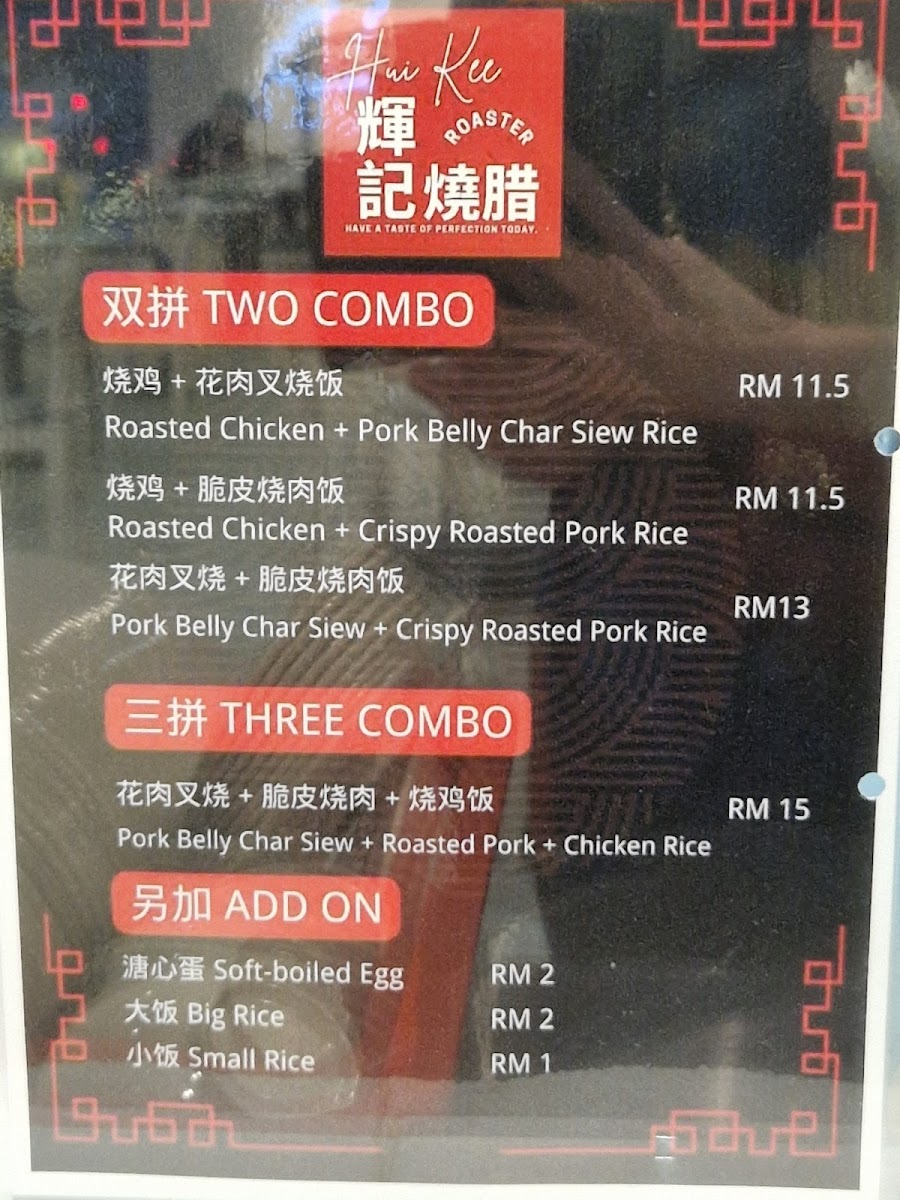 Hui Kee
輝
ROASTER
記 燒腊
HAVE A TASTE OF PERFECTION TODAY.
双拼 TWO COMBO
烧鸡 + 花肉叉烧饭 RM 11.5
Roasted Chicken + Pork Belly Char Siew Rice
烧鸡 + 脆皮烧肉饭 RM 11.5
Roasted Chicken + Crispy Roasted Pork Rice
花肉叉烧 + 脆皮烧肉饭 RM13
Pork Belly Char Siew + Crispy Roasted Pork Rice
三拼 THREE COMBO
花肉叉烧 + 脆皮烧肉 + 烧鸡饭 RM 15
Pork Belly Char Siew + Roasted Pork + Chicken Rice
另加 ADD ON
溏心蛋 Soft-boiled Egg RM 2
大饭 Big Rice RM 2
小饭 Small Rice RM 1